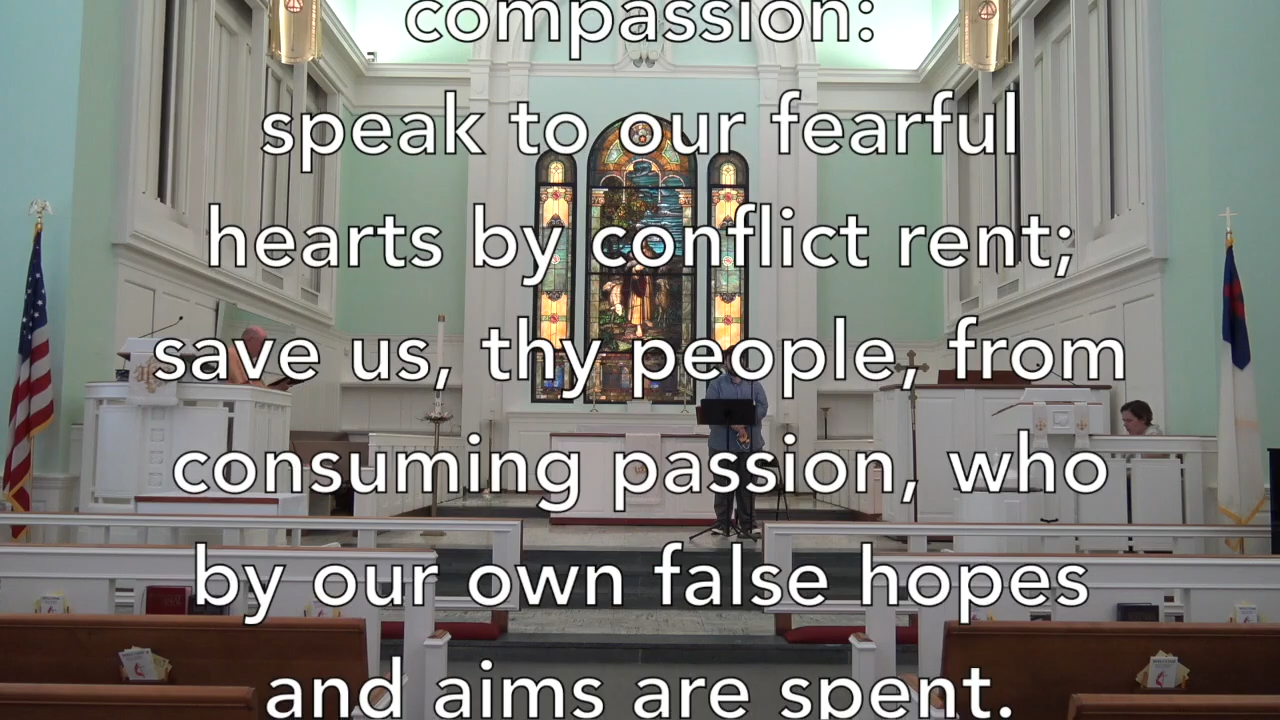 compassion:
speak to our fearful
hearts by conflict rent;
save us, thy people, from
consuming passion, who
by our own false hopes
and aims are spent.